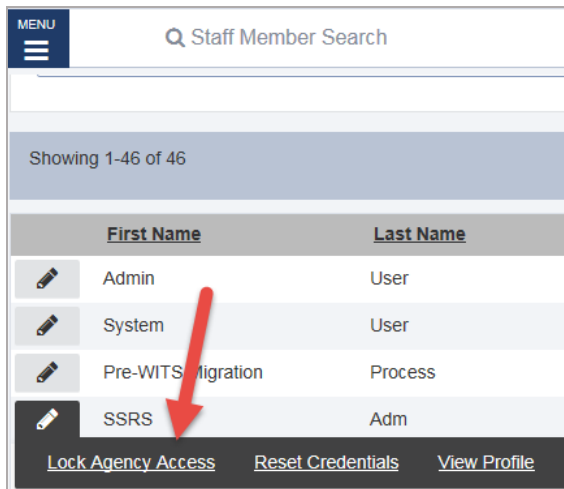 MENU
Staff Member Search
Showing 1-46 of 46
First Name Last Name
Admin User
System User
Pre-WITS Migration Process
SSRS Adm
Lock Agency Access Reset Credentials View Profile